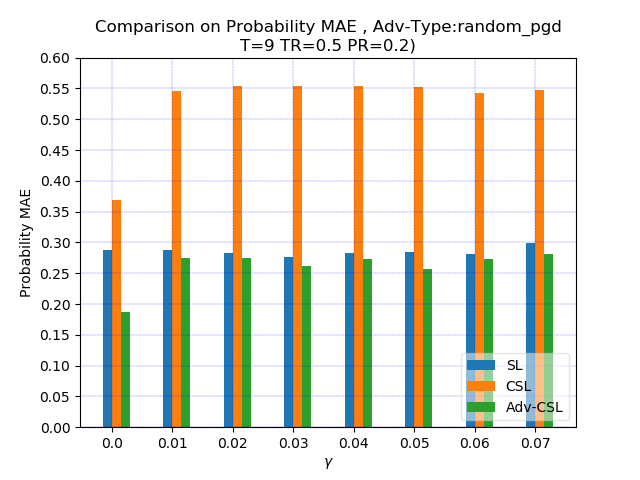 Comparison on Probability MAE , Adv-Type:random_pgd
T=9 TR=0.5 PR=0.2)
0.60
0.55
0.50
0.45
0.40
0.35
0.30
0.25
0.20
0.15
0.10
0.05
0.00
Probability MAE
SL
CSL
Adv-CSL
0.0 0.01 0.02 0.03 0.04 0.05 0.06 0.07
γ